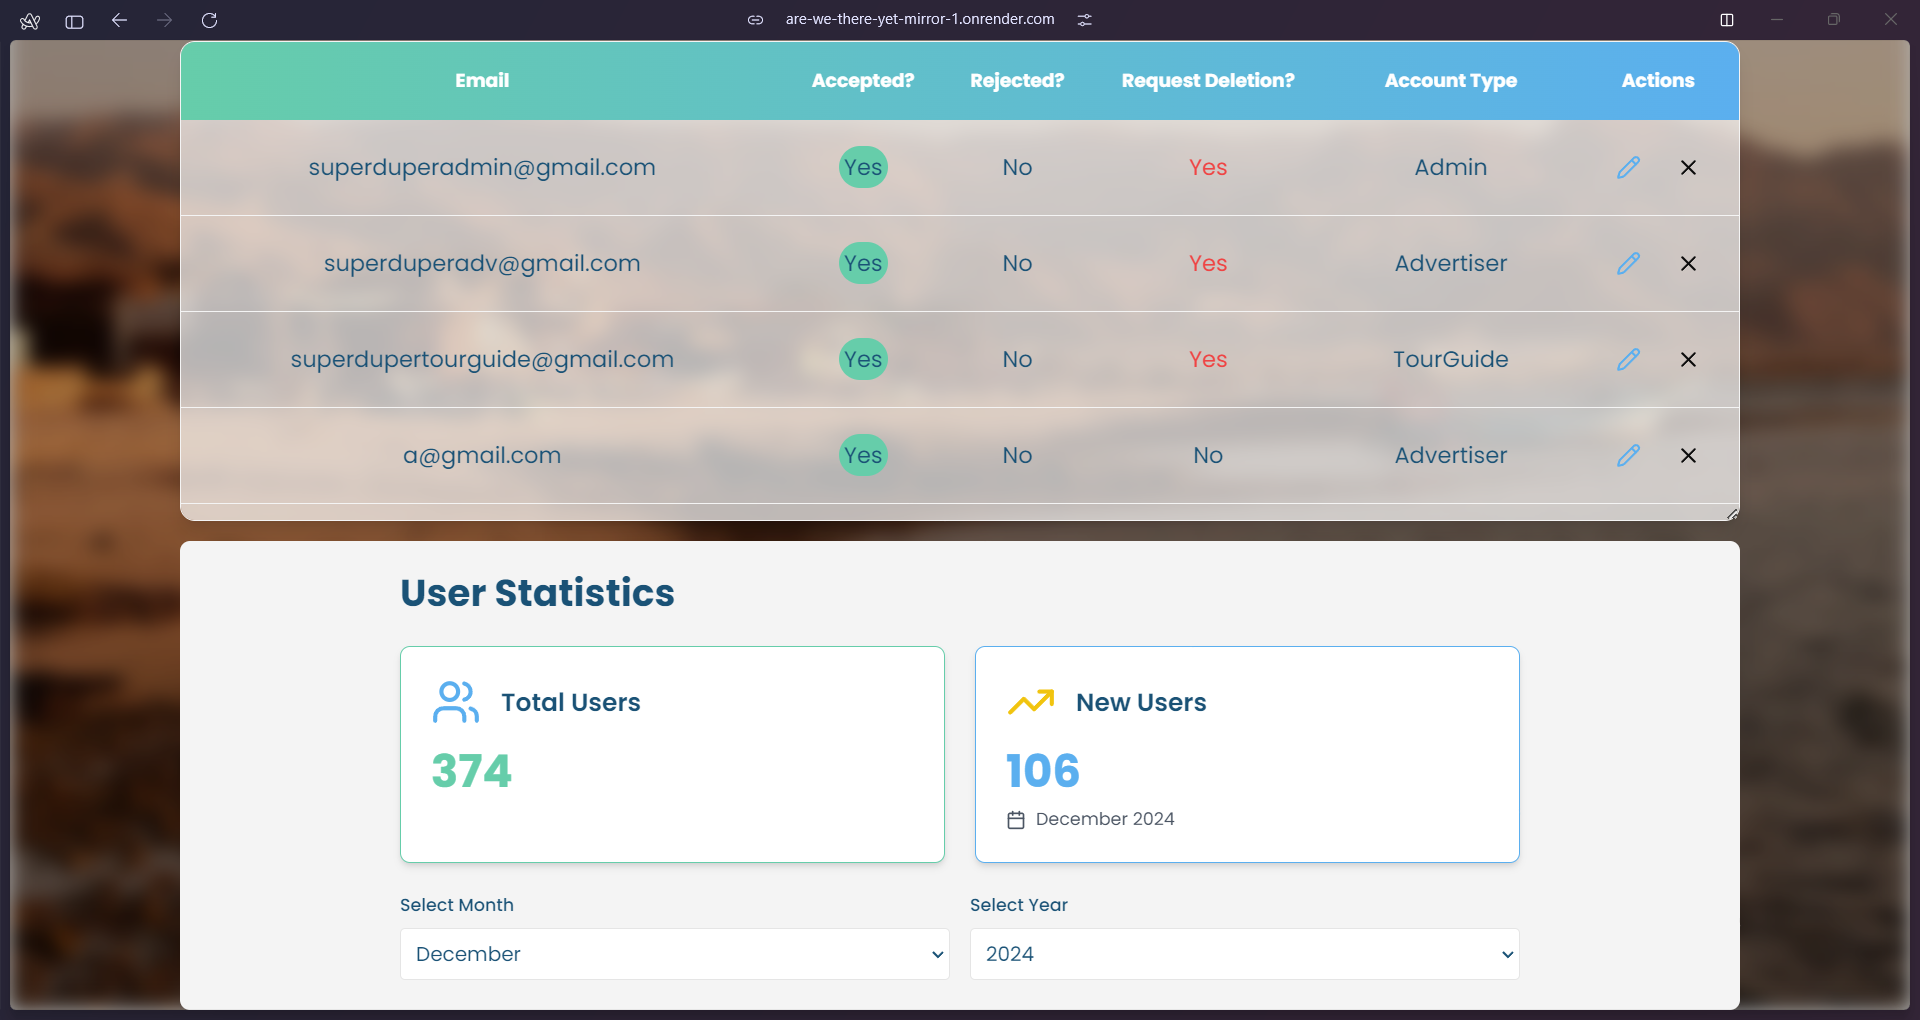 are-we-there-yet-mirror-1.onrender.com
Email Accepted? Rejected? Request Deletion? Account Type Actions
superduperadmin@gmail.com Yes No Yes Admin
superduperadv@gmail.com Yes No Yes Advertiser
superdupertourguide@gmail.com Yes No Yes TourGuide
a@gmail.com Yes No No Advertiser
User Statistics
Total Users
374
New Users
106
December 2024
Select Month
December
Select Year
2024